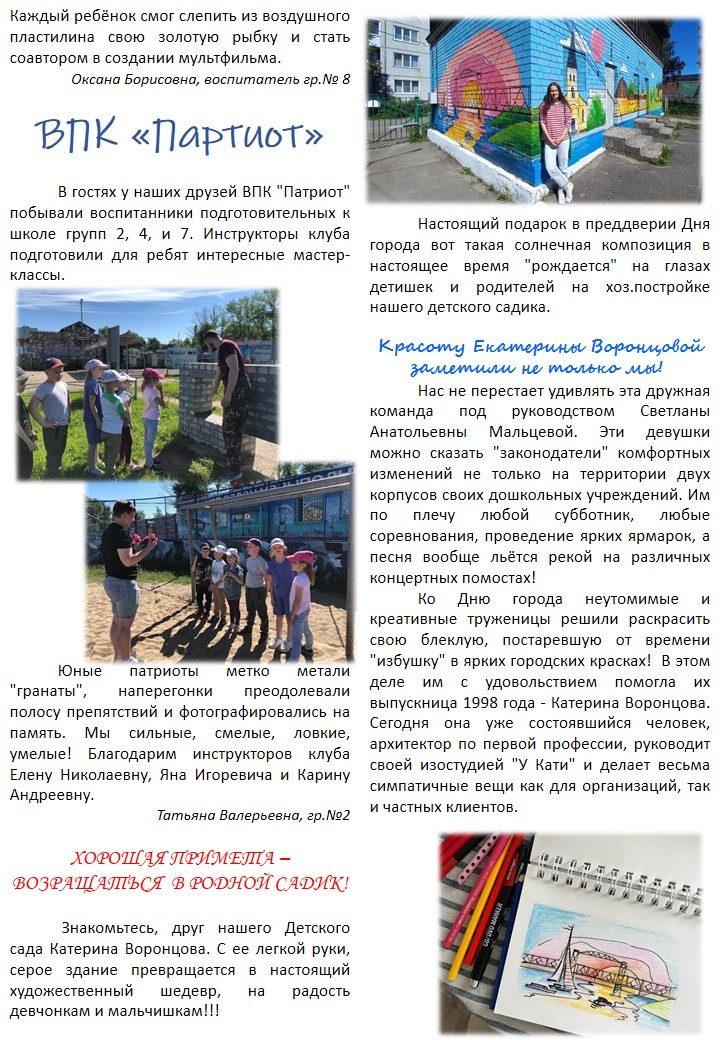 Каждый ребёнок смог слепить из воздушного
пластилина свою золотую рыбку и стать
соавтором в создании мультфильма.
Оксана Борисовна, воспитатель гр.№ 8
ВПК «Партиот»
В гостях у наших друзей ВПК "Патриот"
побывали воспитанники подготовительных к
школе групп 2, 4, и 7. Инструкторы клуба
подготовили для ребят интересные мастер-
классы.
Юные патриоты метко метали
"гранаты", наперегонки преодолевали
полосу препятствий и фотографировались на
память. Мы сильные, смелые, ловкие,
умелые! Благодарим инструкторов клуба
Елену Николаевну, Яна Игоревича и Карину
Андреевну.
Татьяна Валерьевна, гр.№2
ХОРОШАЯ ПРИМЕТА –
ВОЗРАЩАТЬСЯ В РОДНОЙ САДИК!
Знакомьтесь, друг нашего Детского
сада Катерина Воронцова. С ее легкой руки,
серое здание превращается в настоящий
художественный шедевр, на радость
девчонкам и мальчишкам!!!
Настоящий подарок в преддверии Дня
города вот такая солнечная композиция в
настоящее время "рождается" на глазах
детишек и родителей на хоз.постройке
нашего детского садика.
Красоту Екатерины Воронцовой
заметили не только мы!
Нас не перестает удивлять эта дружная
команда под руководством Светланы
Анатольевны Мальцевой. Эти девушки
можно сказать "законодатели" комфортных
изменений не только на территории двух
корпусов своих дошкольных учреждений. Им
по плечу любой субботник, любые
соревнования, проведение ярких ярмарок, а
песня вообще льётся рекой на различных
концертных помостах!
Ко Дню города неутомимые и
креативные труженицы решили раскрасить
свою блеклую, постаревшую от времени
"избушку" в ярких городских красках! В этом
деле им с удовольствием помогла их
выпускница 1998 года - Катерина Воронцова.
Сегодня она уже состоявшийся человек,
архитектор по первой профессии, руководит
своей изостудией "У Кати" и делает весьма
симпатичные вещи как для организаций, так
и частных клиентов.
CD/DVD MARKER